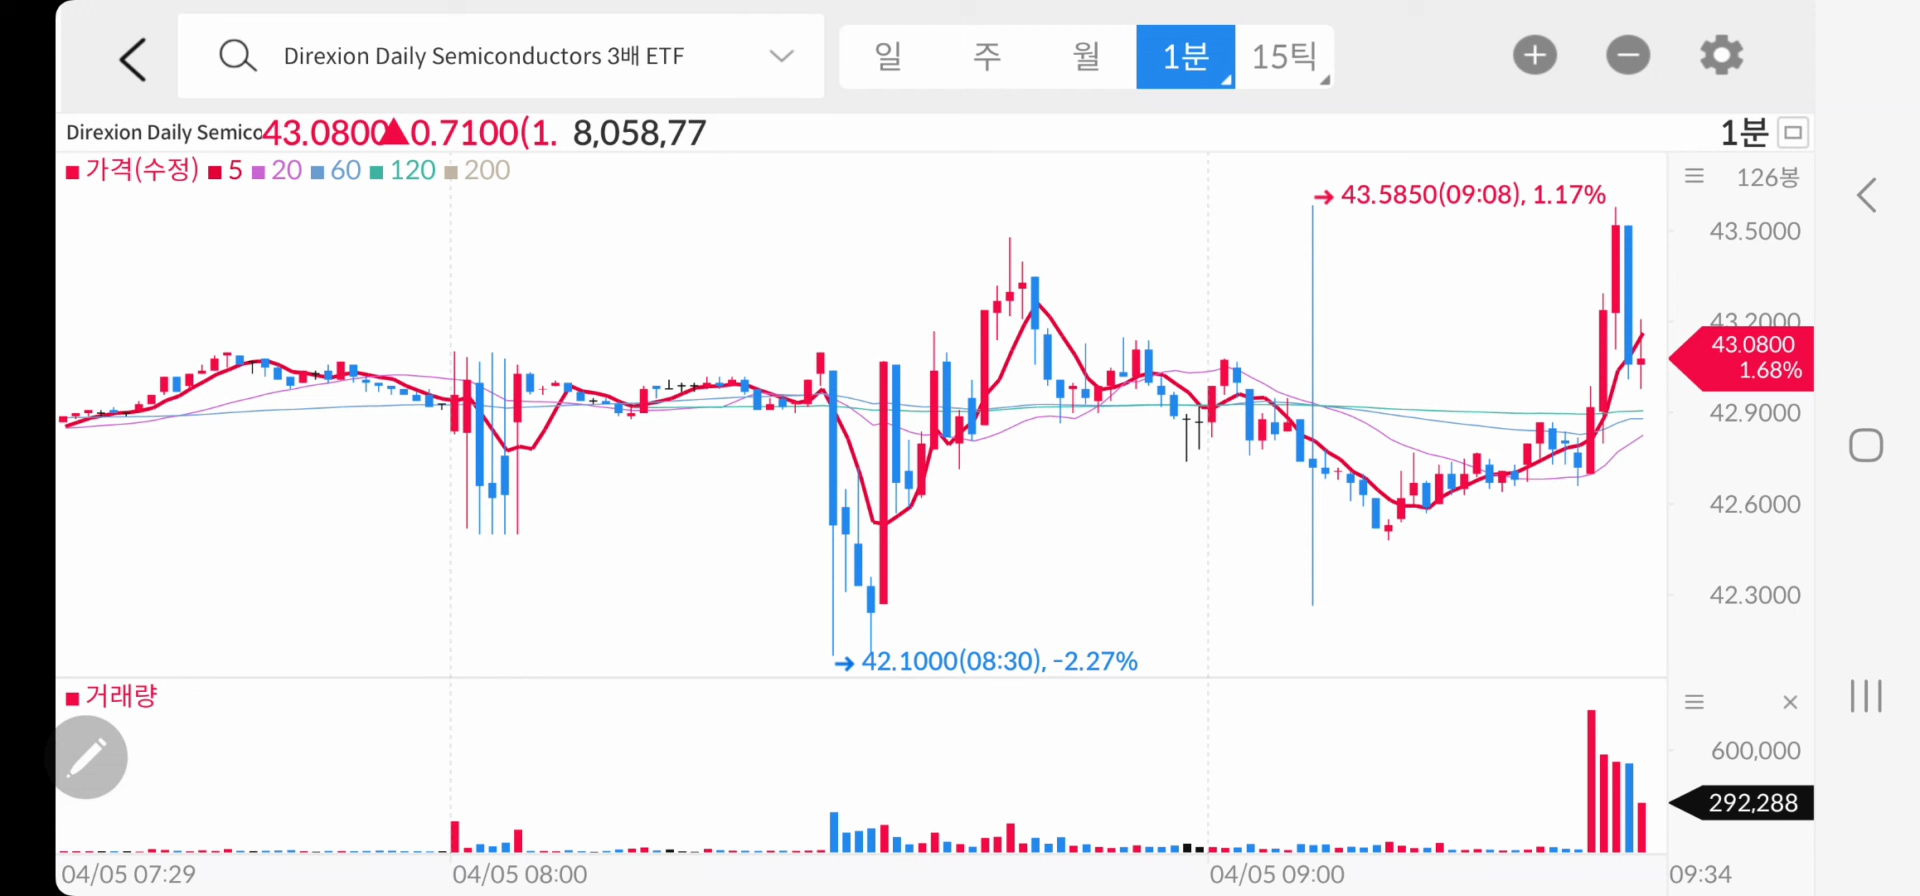 Direxion Daily Semiconductors 3배 ETF
일 주 월 1분 15틱
Direxion Daily Semico 43.0800▲0.7100(1. 8,058,77 1분
가격(수정) 5 20 60 120 200
126봉
→ 43.5850(09:08), 1.17%
43.5000
43.2000
43.0800
1.68%
42.9000
42.6000
42.3000
→ 42.1000(08:30), -2.27%
거래량
600,000
292,288
04/05 07:29 04/05 08:00 04/05 09:00 09:34